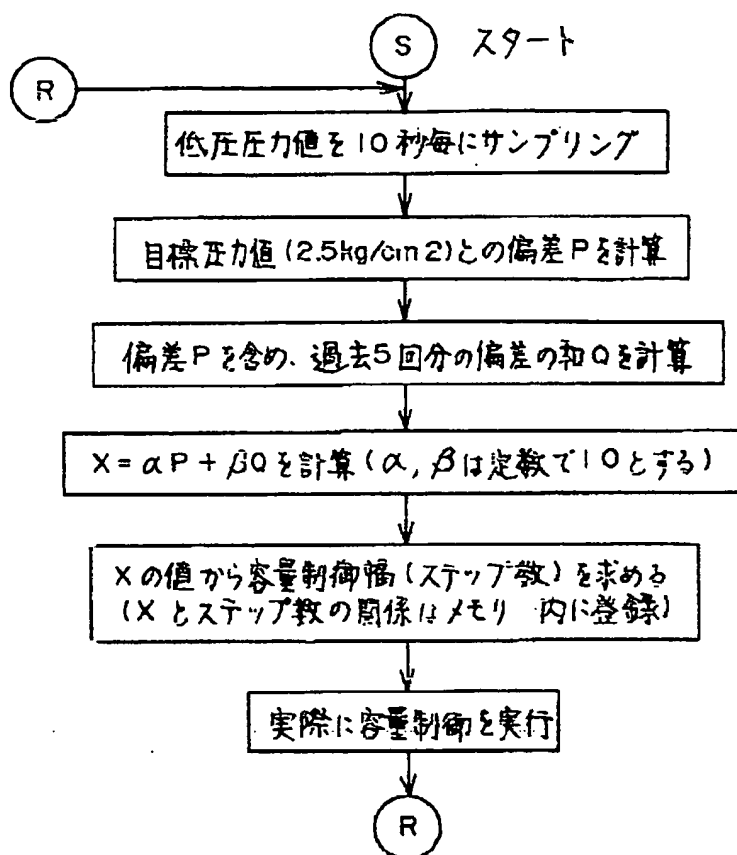 S スタート
R
低圧圧力値を10秒毎にサンプリング
目標圧力値(2.5kg/cm2)との偏差Pを計算
偏差Pを含め、過去5回分の偏差の和Qを計算
X=αP+βQを計算(α,βは定数で10とする)
Xの値から容量制御幅(ステップ数)を求める
(Xとステップ数の関係はメモリ 内に登録)
実際に容量制御を実行
R